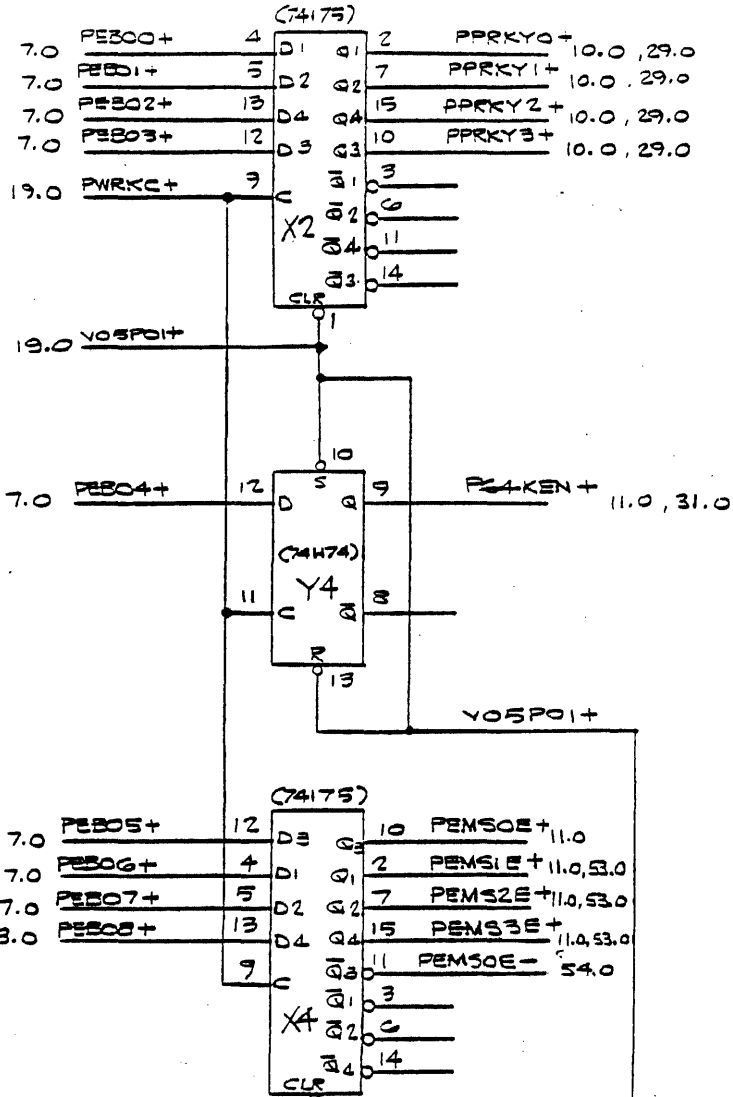 (74175)
7.0 PEB00+ 4 D1 Q1 2 PPRKY0+ 10.0, 29.0
7.0 PEB01+ 5 D2 Q2 7 PPRKY1+ 10.0, 29.0
7.0 PEB02+ 13 D4 Q4 15 PPRKY2+ 10.0, 29.0
7.0 PEB03+ 12 D3 Q3 10 PPRKY3+ 10.0, 29.0
19.0 PWRKC+ 9 C Q̅1 3
X2 Q̅2 6
Q̅4 11
Q̅3 14
CLR
1
19.0 V05P01+
10
S
7.0 PEB04+ 12 D Q 9 11.0, 31.0
(74H74)
Y4
11 C Q̅ 8
R
13
V05P01+
(74175)
7.0 PEB05+ 12 D3 Q3 10 PEMS0E+ 11.0
7.0 PEB06+ 4 D1 Q1 2 PEMS1E+ 11.0, 53.0
7.0 PEB07+ 5 D2 Q2 7 PEMS2E+ 11.0, 53.0
8.0 PEB08+ 13 D4 Q4 15 PEMS3E+ 11.0, 53.0
9 C Q̅3 11 PEMS0E- 54.0
Q̅1 3
X4 Q̅2 6
Q̅4 14
CLR